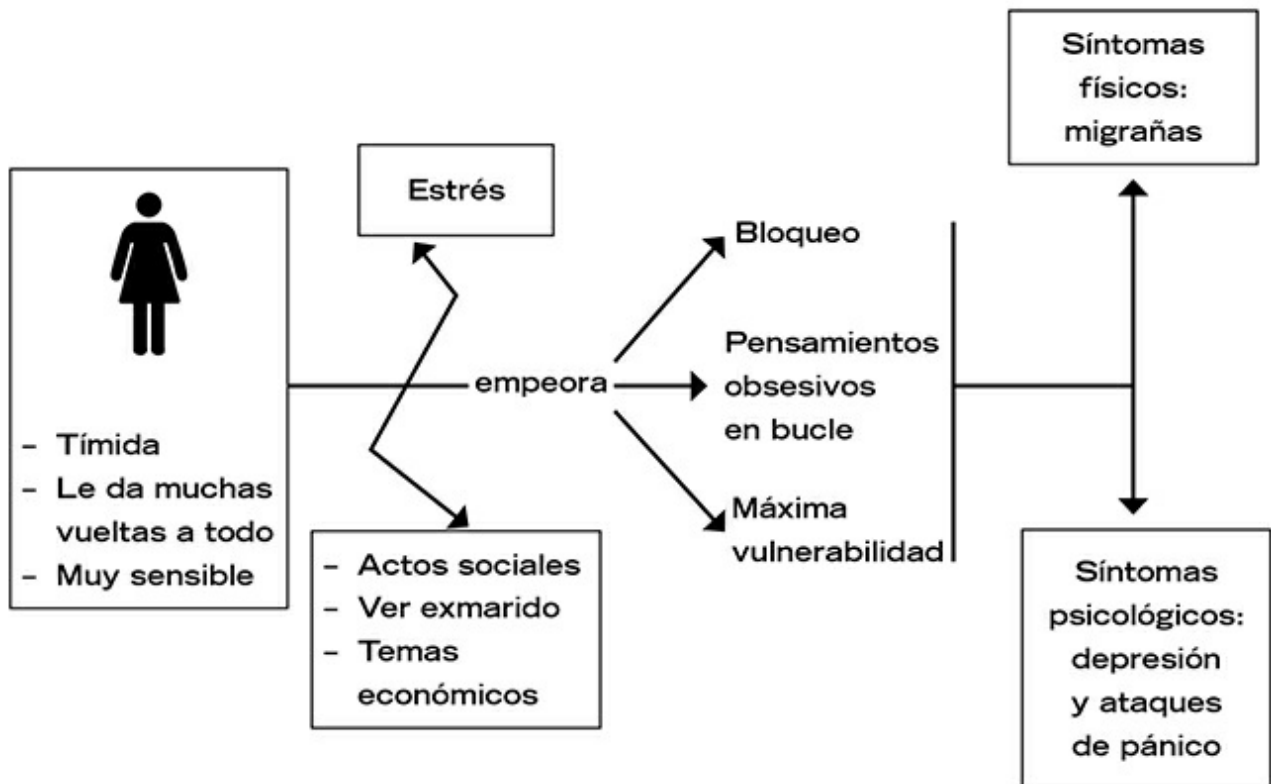 - Tímida
- Le da muchas
vueltas a todo
- Muy sensible
Estrés
- Actos sociales
- Ver exmarido
- Temas
económicos
empeora
Bloqueo
Pensamientos
obsesivos
en bucle
Máxima
vulnerabilidad
Síntomas
físicos:
migrañas
Síntomas
psicológicos:
depresión
y ataques
de pánico